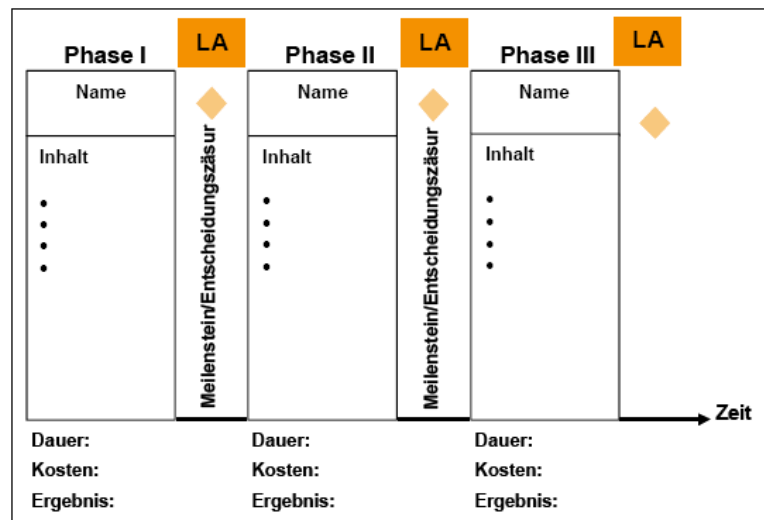 Phase I
LA
Phase II
LA
Phase III
LA
Name
Name
Name
Inhalt
Inhalt
Inhalt
Meilenstein/Entscheidungszäsur
Meilenstein/Entscheidungszäsur
Zeit
Dauer:
Dauer:
Dauer:
Kosten:
Kosten:
Kosten:
Ergebnis:
Ergebnis:
Ergebnis: